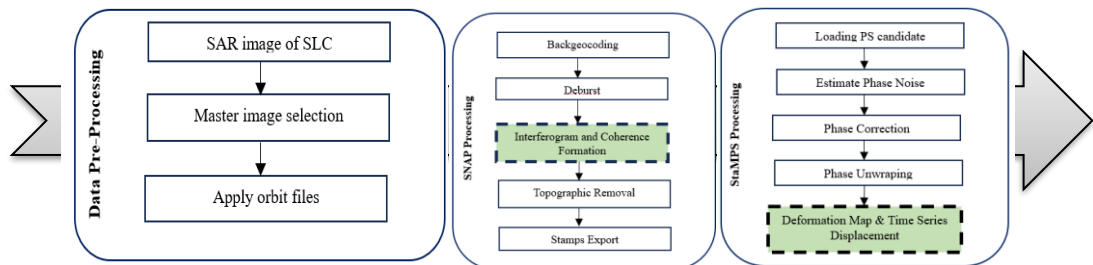 Data Pre-Processing
SAR image of SLC
Master image selection
Apply orbit files
SNAP Processing
Backgeocoding
Deburst
Interferogram and Coherence
Formation
Topographic Removal
Stamps Export
StaMPS Processing
Loading PS candidate
Estimate Phase Noise
Phase Correction
Phase Unwraping
Deformation Map & Time Series
Displacement